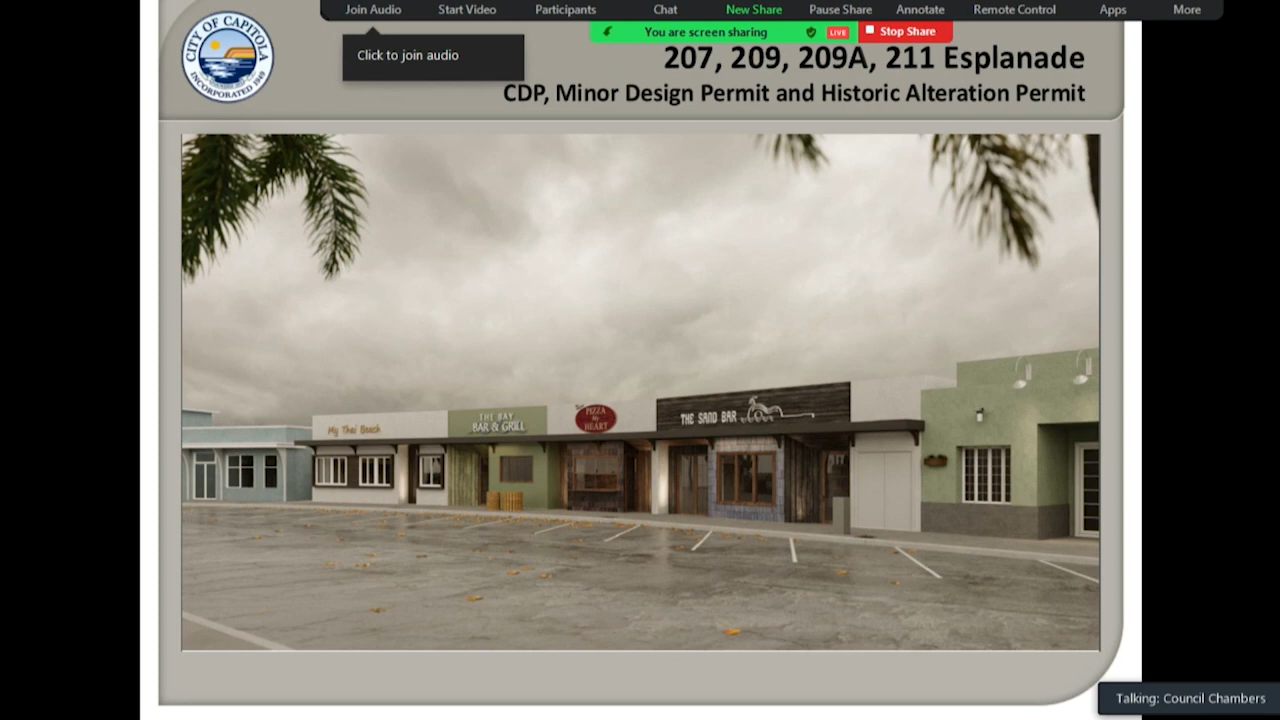 Join Audio
Start Video
Participants
Chat
New Share
Pause Share
Annotate
Remote Control
Apps
More
You are screen sharing
LIVE
Stop Share
Click to join audio
CITY OF CAPITOLA
INCORPORATED 1949
207, 209, 209A, 211 Esplanade
CDP, Minor Design Permit and Historic Alteration Permit
My Thai Beach
THE BAY
BAR & GRILL
PIZZA
My
HEART
THE SAND BAR
Talking: Council Chambers